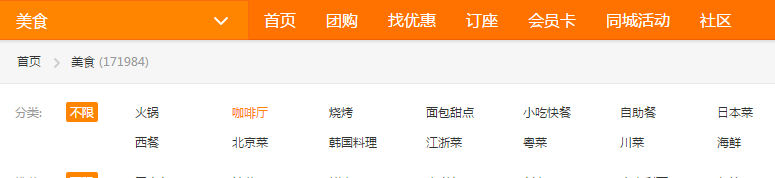 美食 首页 团购 找优惠 订座 会员卡 同城活动 社区
首页 > 美食 (171984)
分类: 不限 火锅 咖啡厅 烧烤 面包甜点 小吃快餐 自助餐 日本菜
西餐 北京菜 韩国料理 江浙菜 粤菜 川菜 海鲜